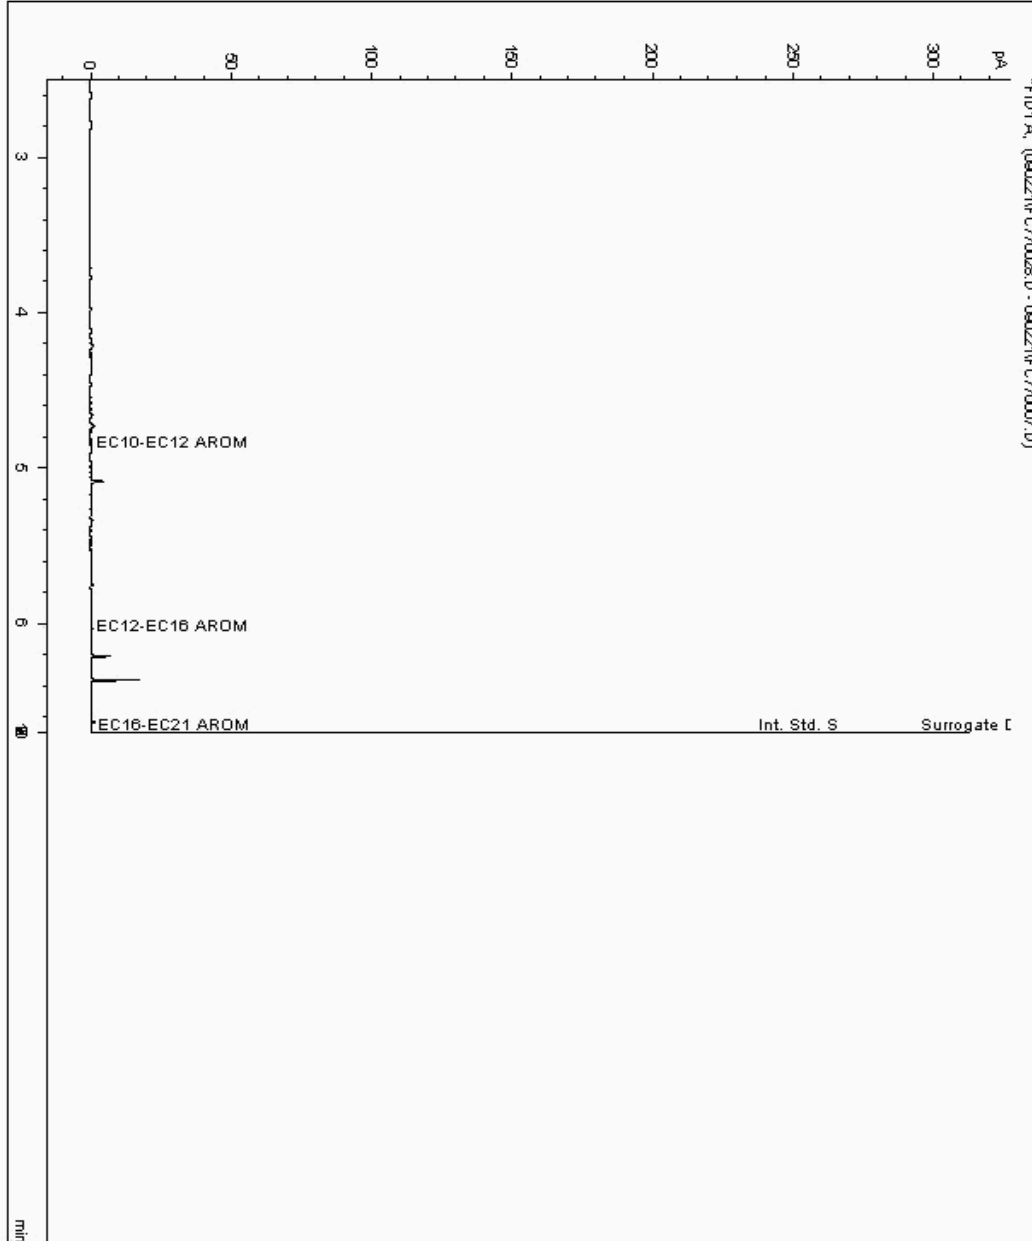 0
50
100
150
200
250
300
pA
3
4
EC10-EC12 AROM
5
6
EC12-EC16 AROM
EC16-EC21 AROM
Int. Std. S
Surrogate
min